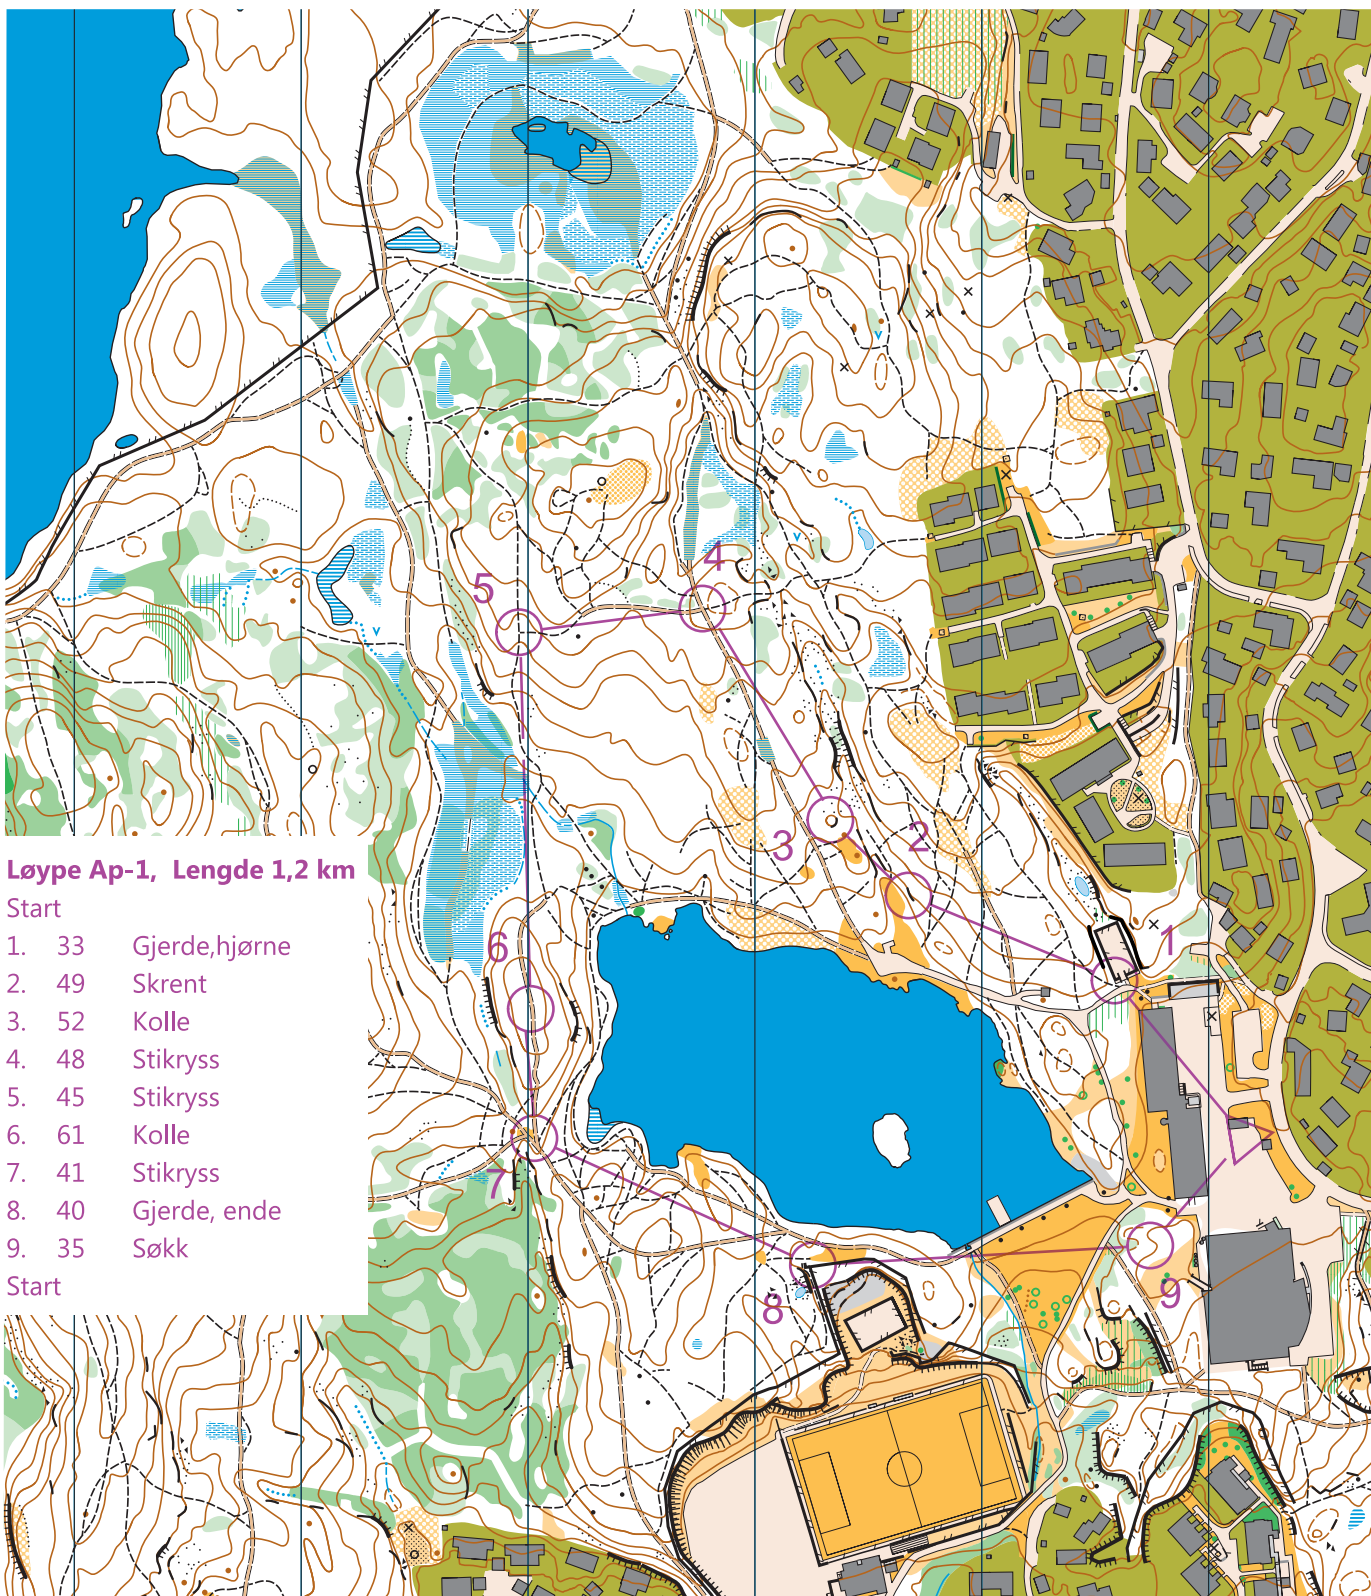 4
5
3
2
1
6
7
8
9
Løype Ap-1, Lengde 1,2 km
Start
1. 33 Gjerde,hjørne
2. 49 Skrent
3. 52 Kolle
4. 48 Stikryss
5. 45 Stikryss
6. 61 Kolle
7. 41 Stikryss
8. 40 Gjerde, ende
9. 35 Søkk
Start